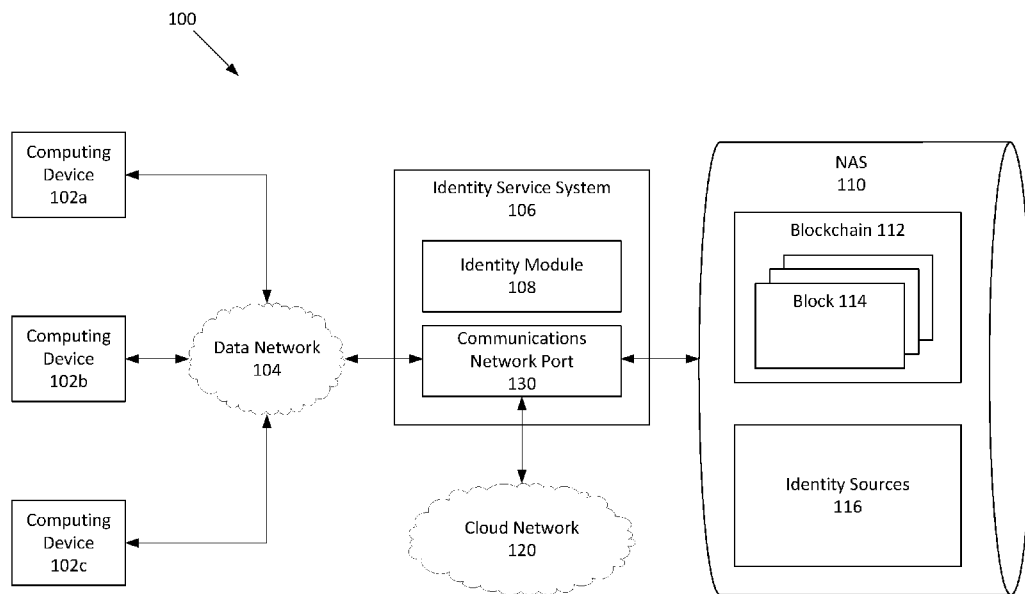 100
Computing
Device
102a
Computing
Device
102b
Computing
Device
102c
Data Network
104
Identity Service System
106
Identity Module
108
Communications
Network Port
130
Cloud Network
120
NAS
110
Blockchain 112
Block 114
Identity Sources
116